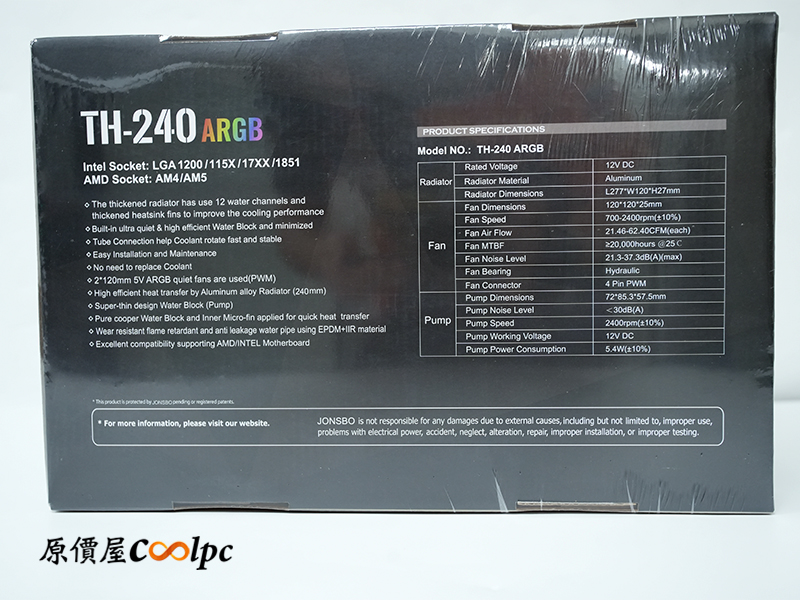 TH-240 ARGB
Intel Socket: LGA1200/115X/17XX/1851
AMD Socket: AM4/AM5
The thickened radiator has use 12 water channels and
thickened heatsink fins to improve the cooling performance
Built-in ultra quiet & high efficient Water Block and minimized
Tube Connection help Coolant rotate fast and stable
Easy Installation and Maintenance
No need to replace Coolant
2*120mm 5V ARGB quiet fans are used(PWM)
High efficient heat transfer by Aluminum alloy Radiator (240mm)
Super-thin design Water Block (Pump)
Pure cooper Water Block and Inner Micro-fin applied for quick heat transfer
Wear resistant flame retardant and anti leakage water pipe using EPDM+IIR material
Excellent compatibility supporting AMD/INTEL Motherboard
PRODUCT SPECIFICATIONS
Model NO.: TH-240 ARGB
Radiator
Rated Voltage 12V DC
Radiator Material Aluminum
Radiator Dimensions L277*W120*H27mm
Fan
Fan Dimensions 120*120*25mm
Fan Speed 700-2400rpm(±10%)
Fan Air Flow 21.46-62.40CFM(each)
Fan MTBF ≥20,000hours @25℃
Fan Noise Level 21.3-37.3dB(A)(max)
Fan Bearing Hydraulic
Fan Connector 4 Pin PWM
Pump
Pump Dimensions 72*85.3*57.5mm
Pump Noise Level <30dB(A)
Pump Speed 2400rpm(±10%)
Pump Working Voltage 12V DC
Pump Power Consumption 5.4W(±10%)
* This product is protected by JONSBO pending or registered patents.
* For more information, please visit our website.
JONSBO is not responsible for any damages due to external causes, including but not limited to, improper use,
problems with electrical power, accident, neglect, alteration, repair, improper installation, or improper testing.
原價屋coolpc